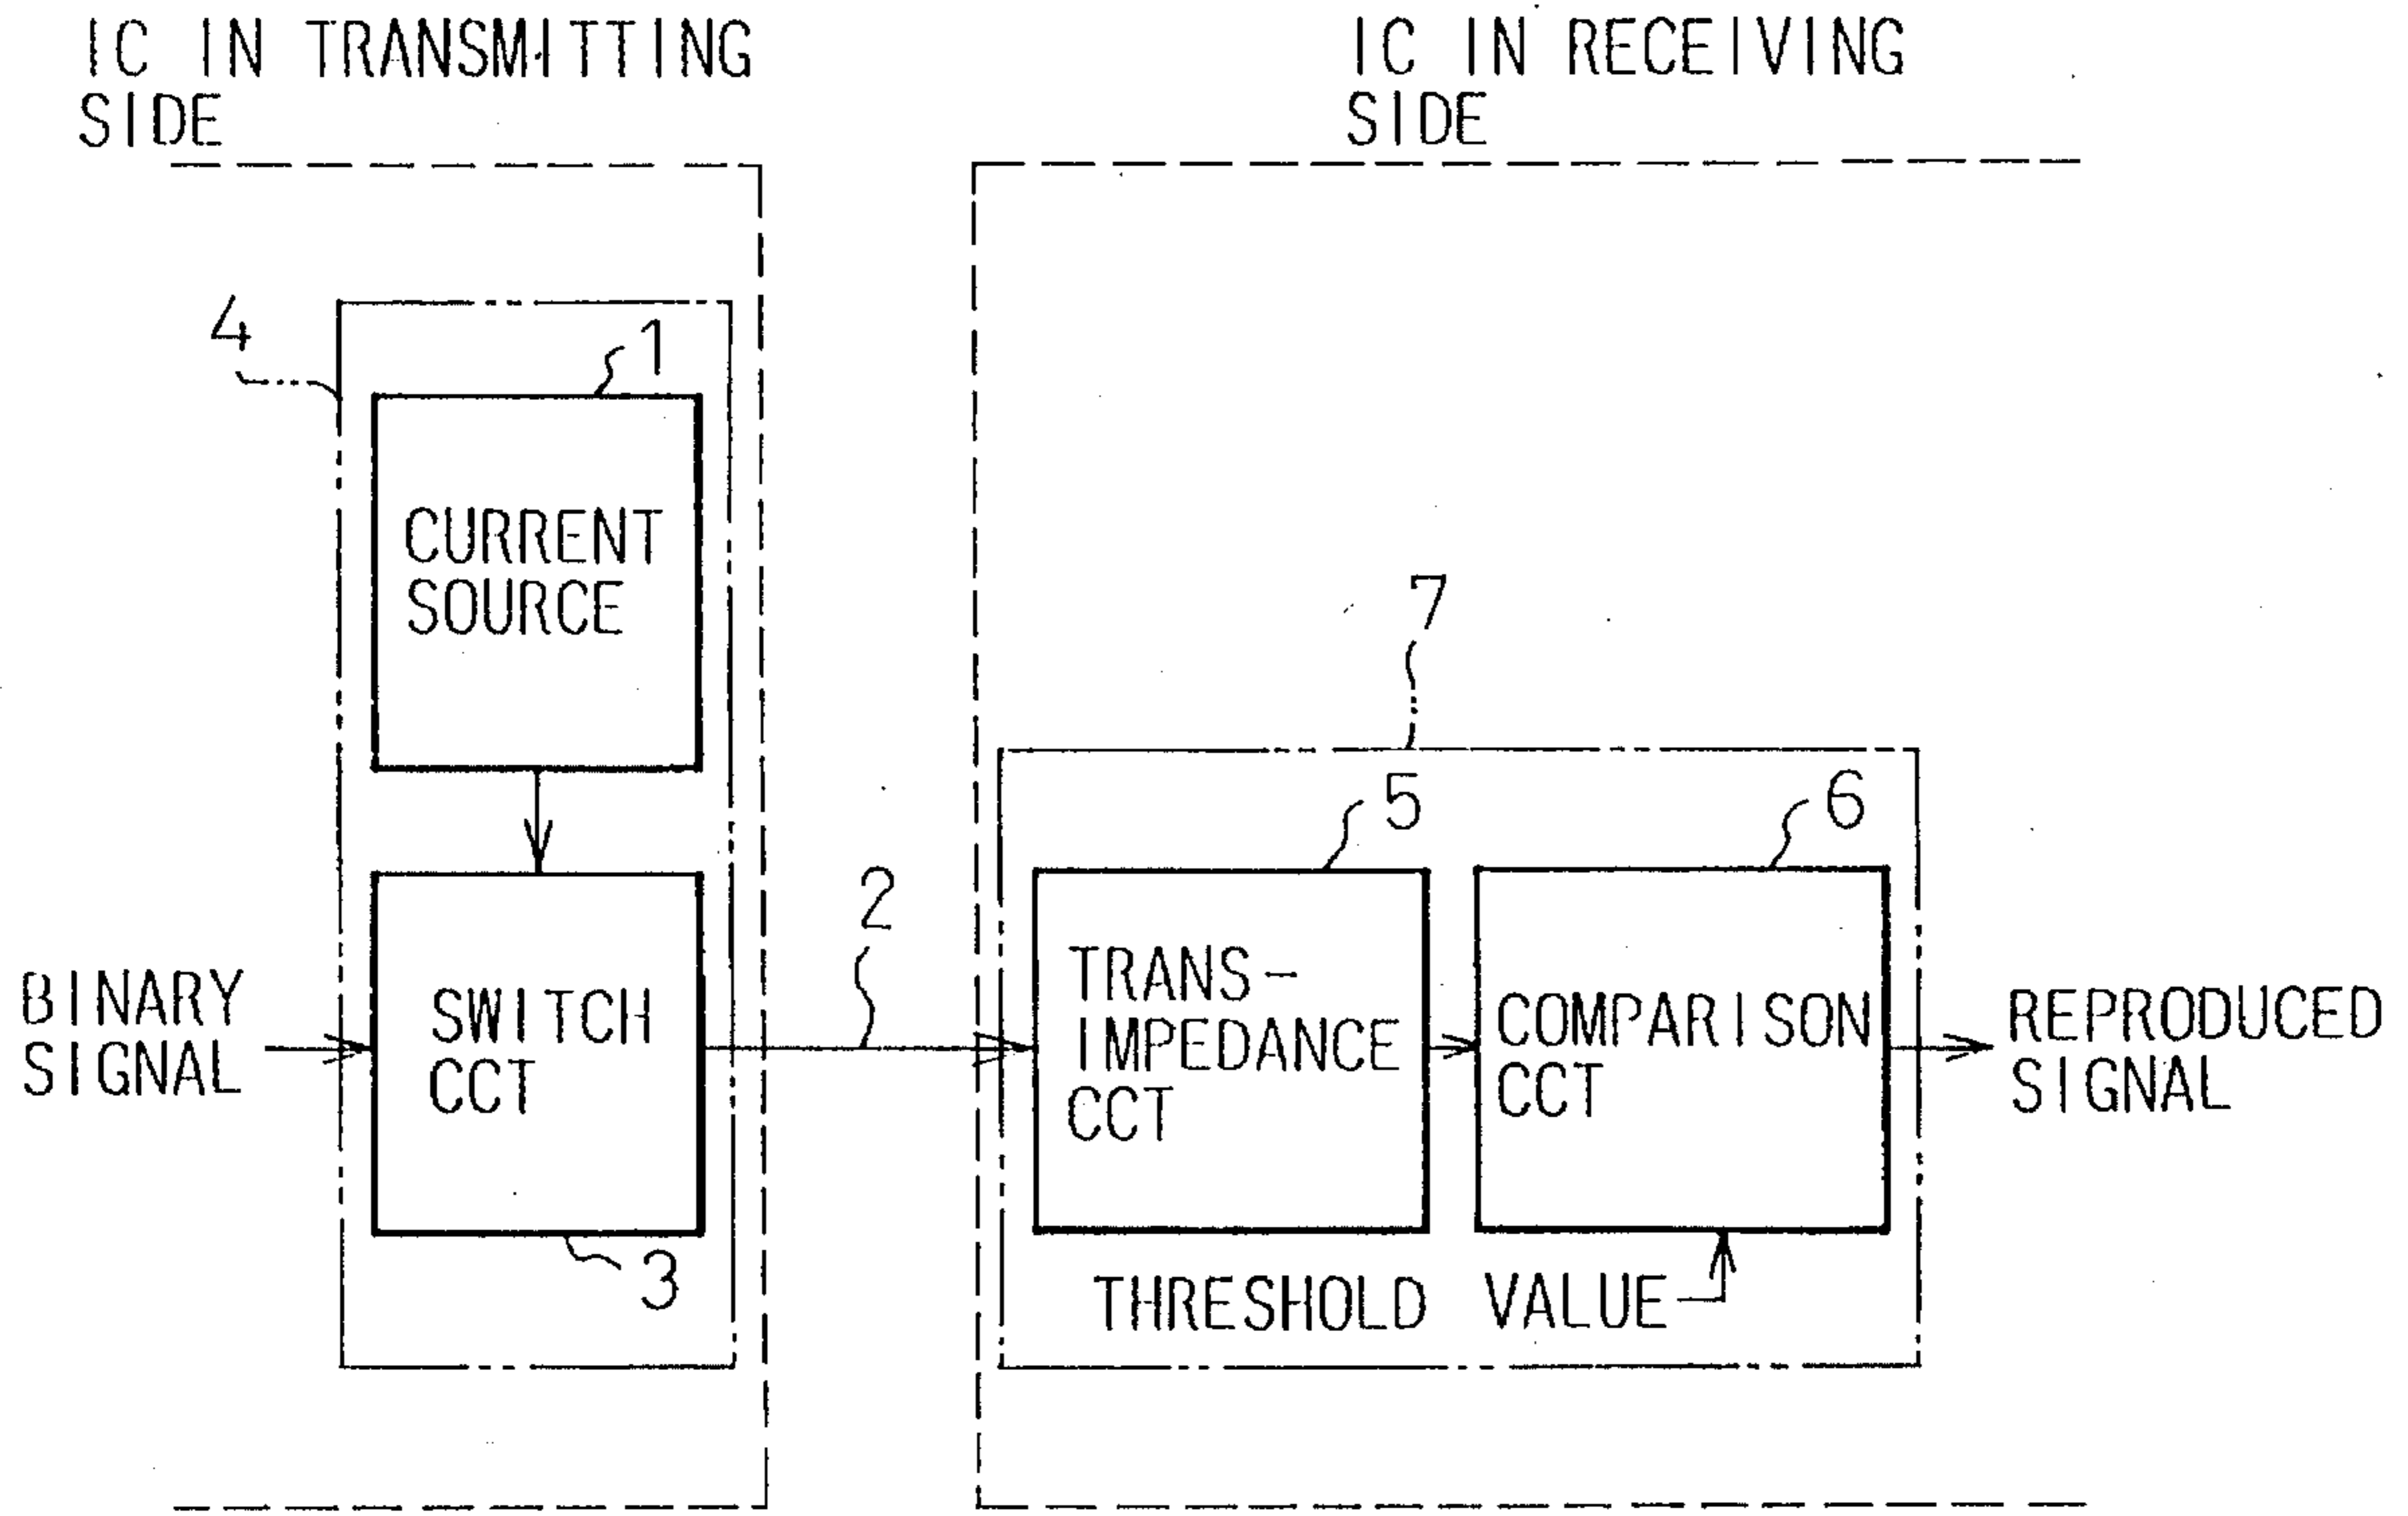 IC IN TRANSMITTING
SIDE
IC IN RECEIVING
SIDE
4
1
CURRENT
SOURCE
7
5
6
2
BINARY
SIGNAL
SWITCH
CCT
TRANS-
IMPEDANCE
CCT
COMPARISON
CCT
REPRODUCED
SIGNAL
3
THRESHOLD VALUE